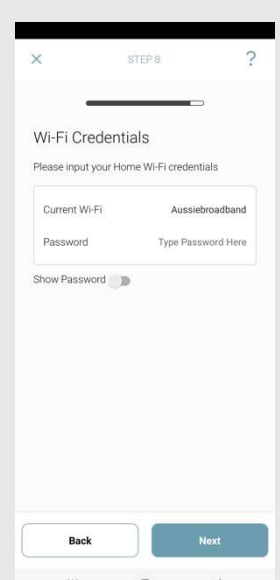 STEP 8
?
Wi-Fi Credentials
Please input your Home Wi-Fi credentials
Current Wi-Fi Aussiebroadband
Password Type Password Here
Show Password
Back Next